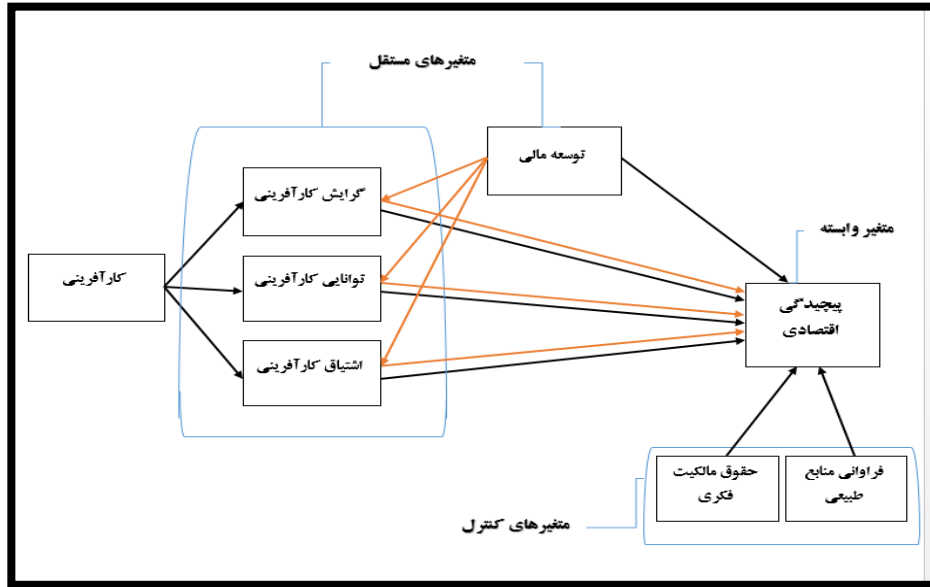 متغیرهای مستقل
توسعه مالی
گرایش کارآفرینی
متغیر وابسته
کارآفرینی
توانایی کارآفرینی
پیچیدگی
اقتصادی
اشتیاق کارآفرینی
فراوانی منابع
طبیعی
حقوق مالکیت
فکری
متغیرهای کنترل